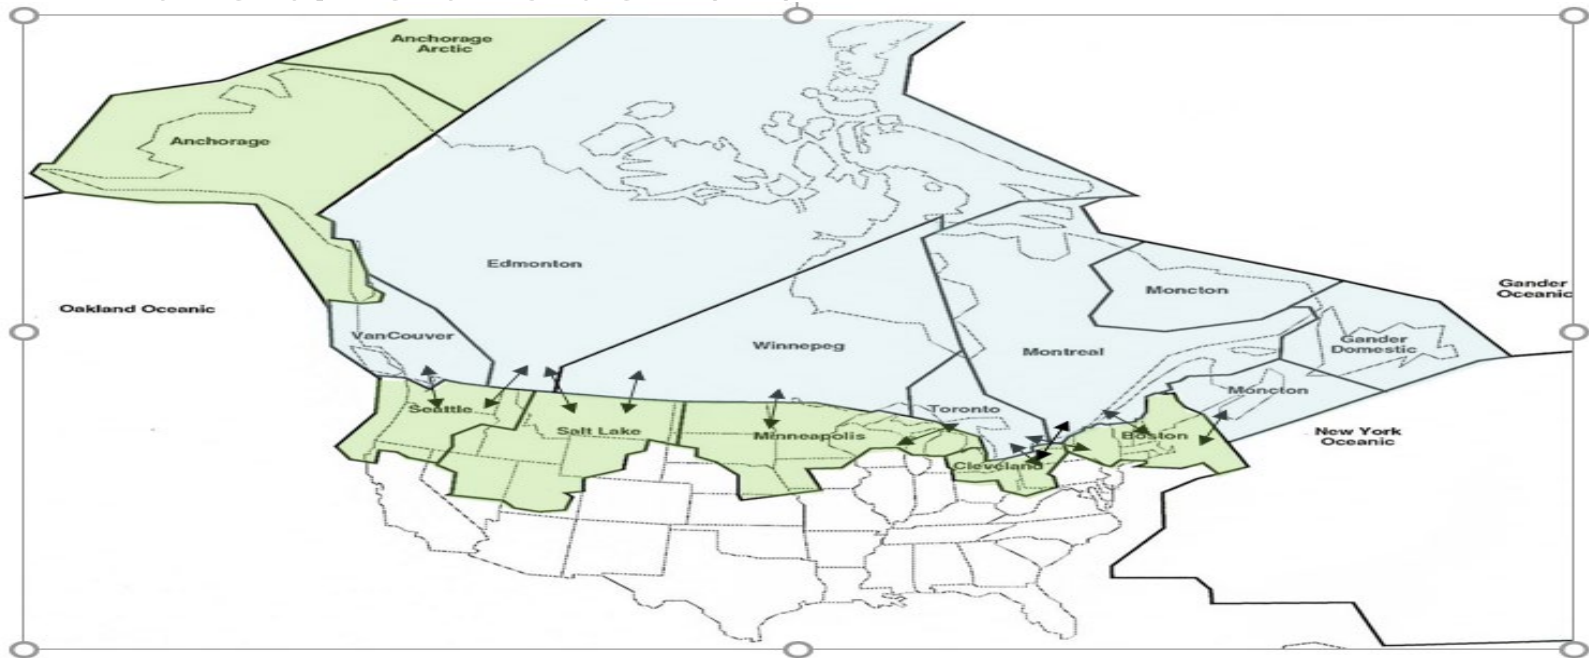 Anchorage
Arctic
Anchorage
Edmonton
Oakland Oceanic
VanCouver
Winnepeg
Montreal
Moncton
Gander
Oceanic
Gander
Domestic
Moncton
Toronto
Seattle
Salt Lake
Minneapolis
Cleveland
Boston
New York
Oceanic